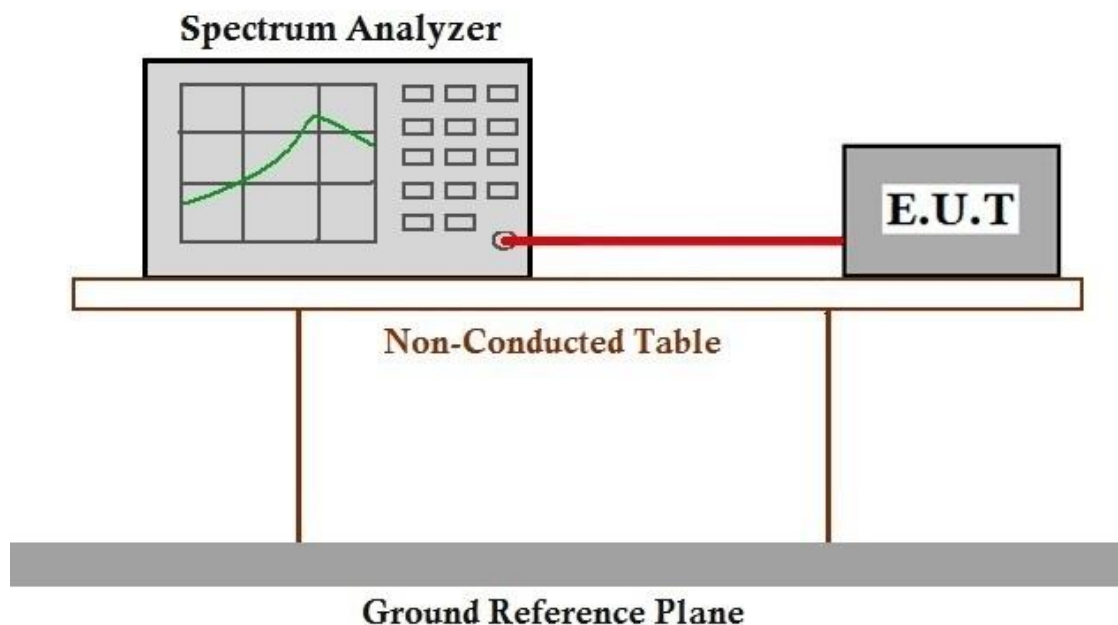 Spectrum Analyzer
E.U.T
Non-Conducted Table
Ground Reference Plane